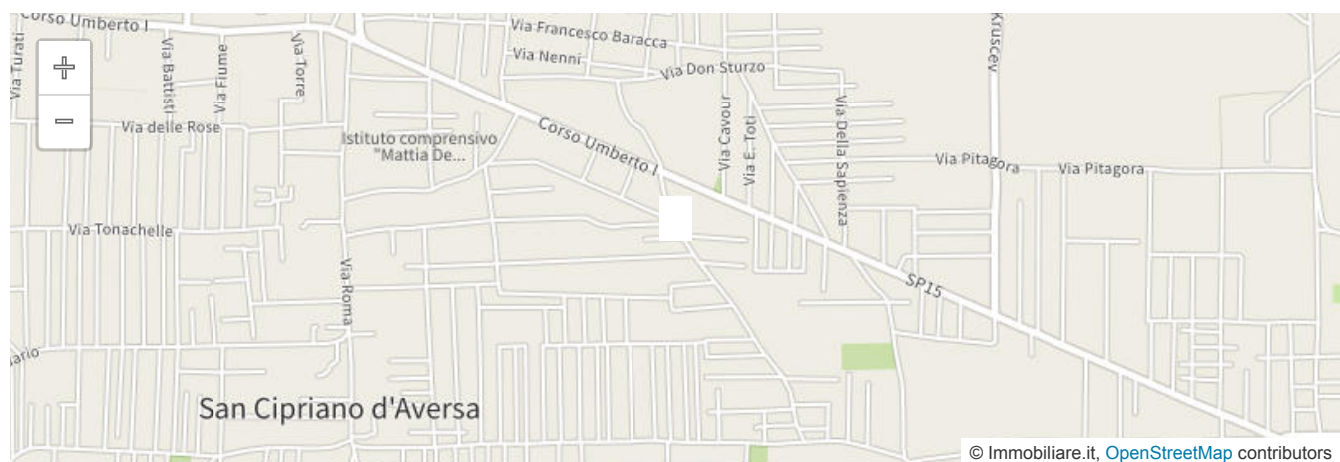 Corso Umberto I
Via Francesco Baracca
Via Nenni
Via Don Sturzo
Kruscev
Via Turati
Via Battisti
Via Fiume
Via Torre
Via delle Rose
Istituto comprensivo
"Mattia De...
Corso Umberto I
Via Cavour
Via E. Toti
Via Della Sapienza
Via Pitagora
Via Pitagora
Via Tonachelle
Via Roma
SP15
ario
San Cipriano d'Aversa
© Immobiliare.it, OpenStreetMap contributors